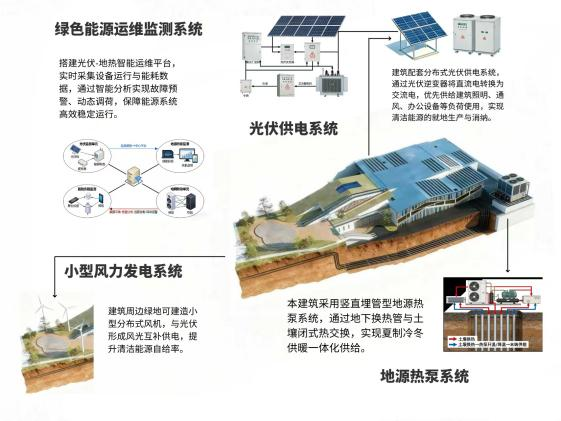 绿色能源运维监测系统
搭建光伏-地热智能运维平台，
实时采集设备运行与能耗数
据，通过智能分析实现故障预
警、动态调荷，保障能源系统
高效稳定运行。
光伏供电系统
建筑配套分布式光伏供电系统，
通过光伏逆变器将直流电转换为
交流电，优先供给建筑照明、通
风、办公设备等负荷使用，实现
清洁能源的就地生产与消纳。
小型风力发电系统
建筑周边绿地可建造小
型分布式风机，与光伏
形成风光互补供电，提
升清洁能源自给率。
本建筑采用竖直埋管型地源热
泵系统，通过地下换热管与土
壤闭式热交换，实现夏制冷冬
供暖一体化供给。
土壤换热
地源热泵系统